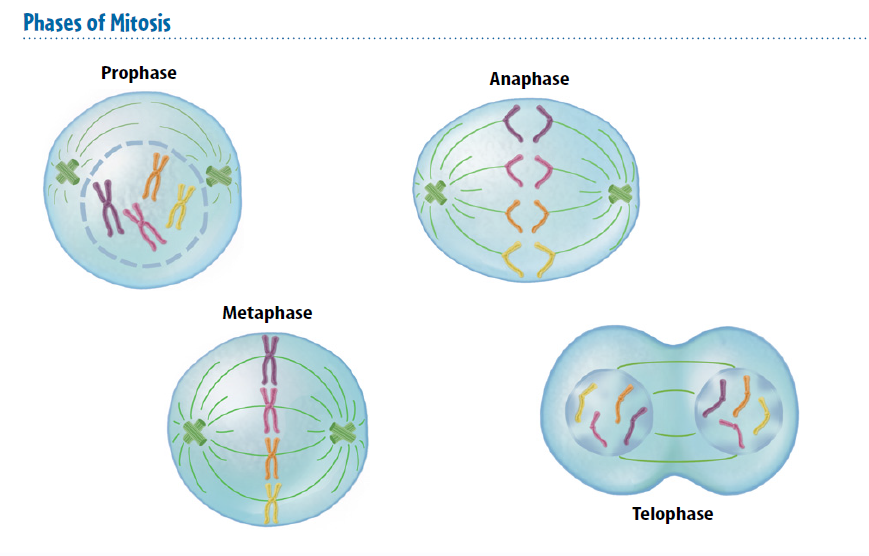 Phases of Mitosis
Prophase
Anaphase
Metaphase
Telophase